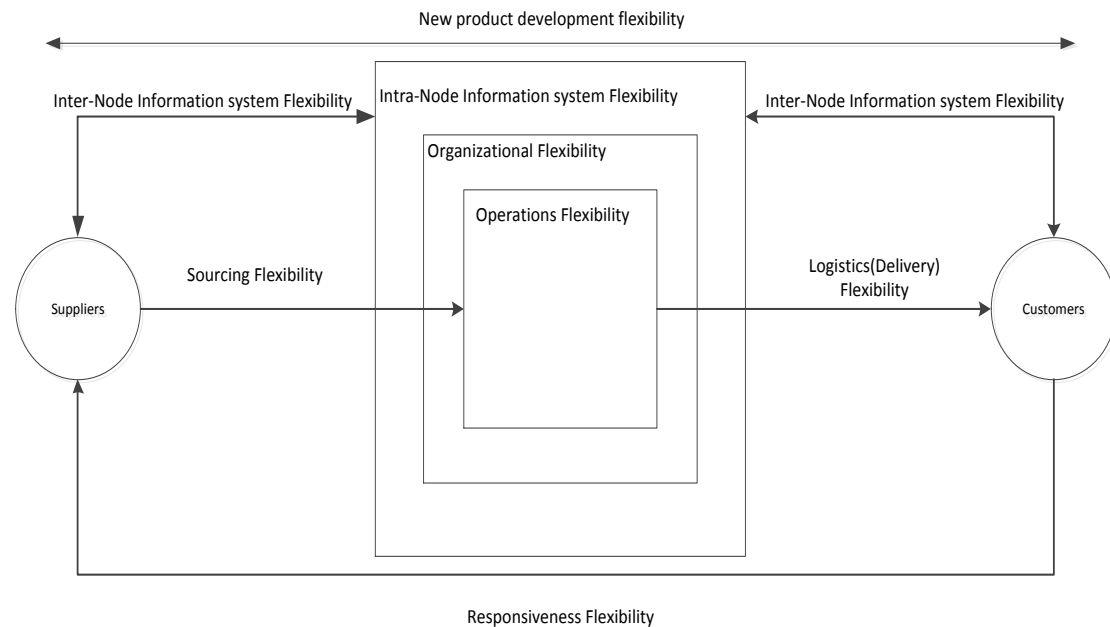 New product development flexibility
Inter-Node Information system Flexibility
Intra-Node Information system Flexibility
Inter-Node Information system Flexibility
Organizational Flexibility
Operations Flexibility
Sourcing Flexibility
Logistics(Delivery)
Flexibility
Suppliers
Customers
Responsiveness Flexibility